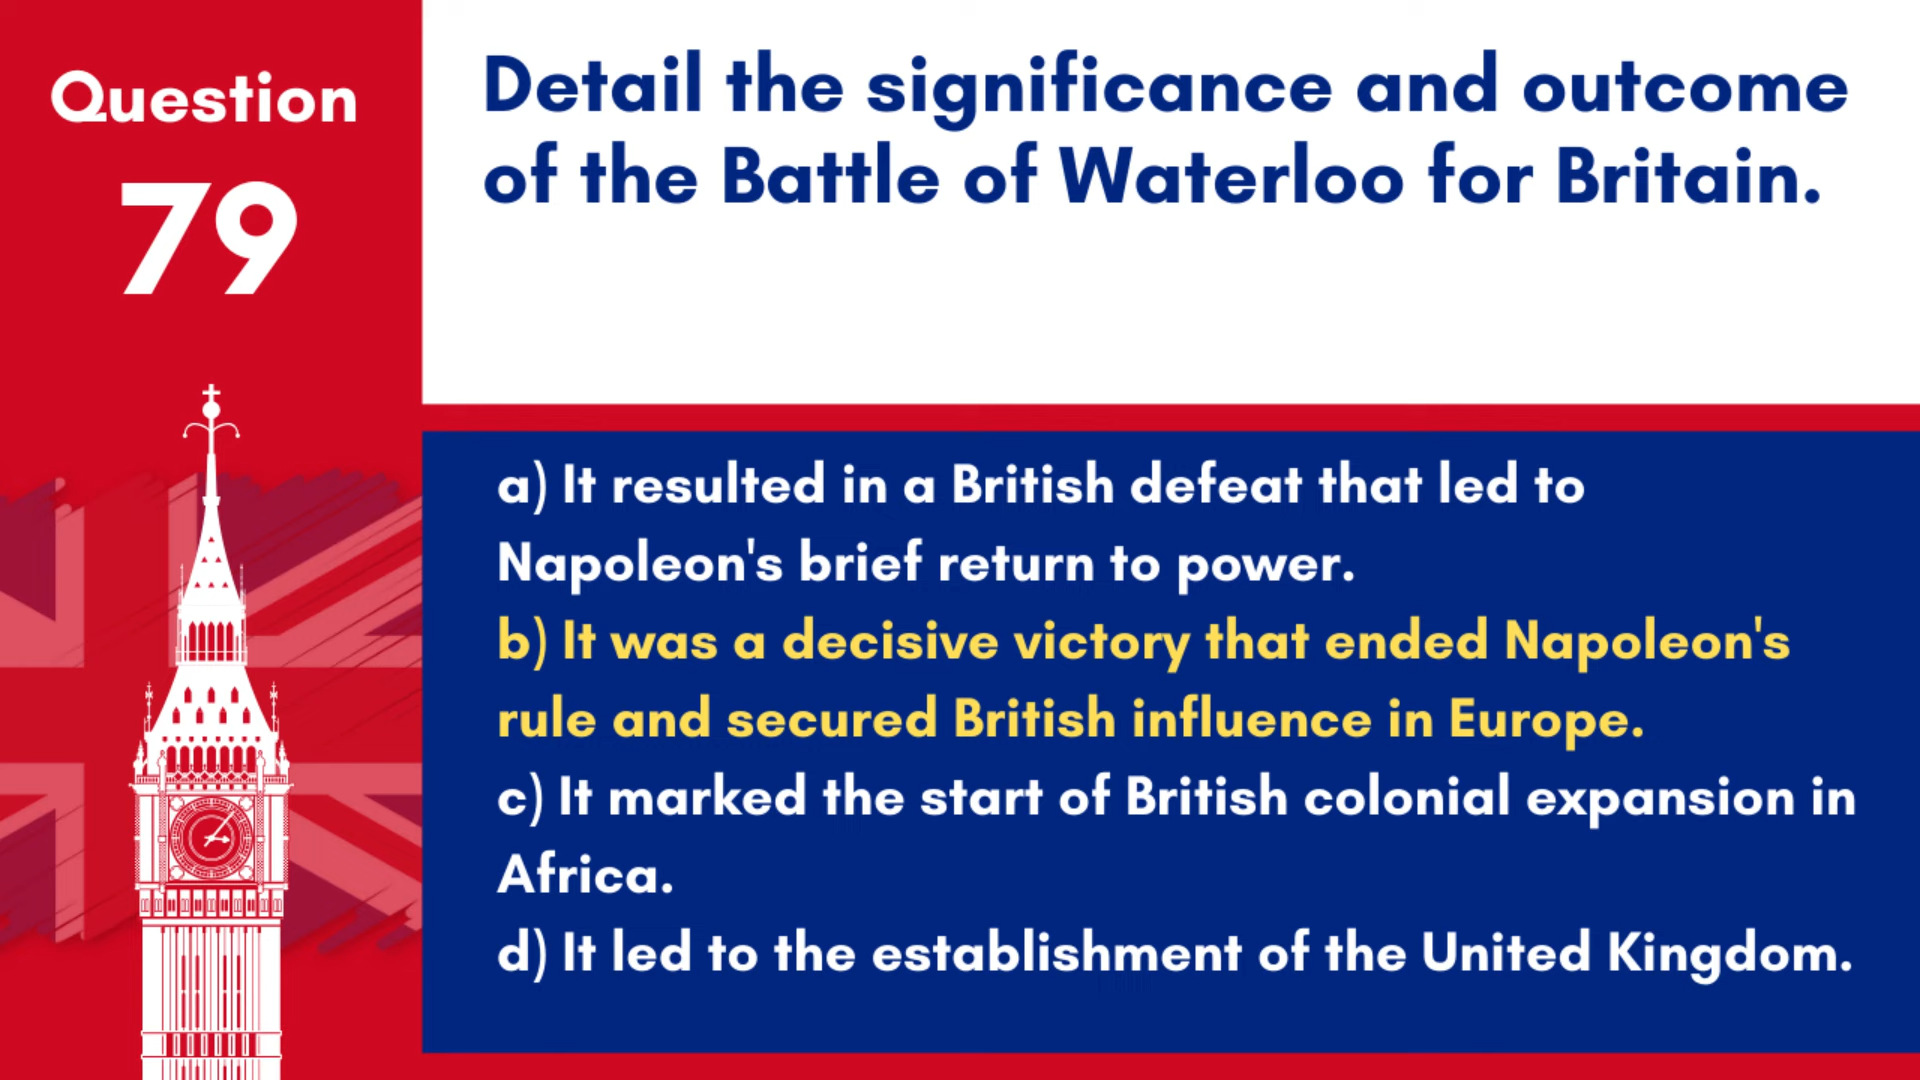 Question
79
Detail the significance and outcome
of the Battle of Waterloo for Britain.
a) It resulted in a British defeat that led to
Napoleon's brief return to power.
b) It was a decisive victory that ended Napoleon's
rule and secured British influence in Europe.
c) It marked the start of British colonial expansion in
Africa.
d) It led to the establishment of the United Kingdom.